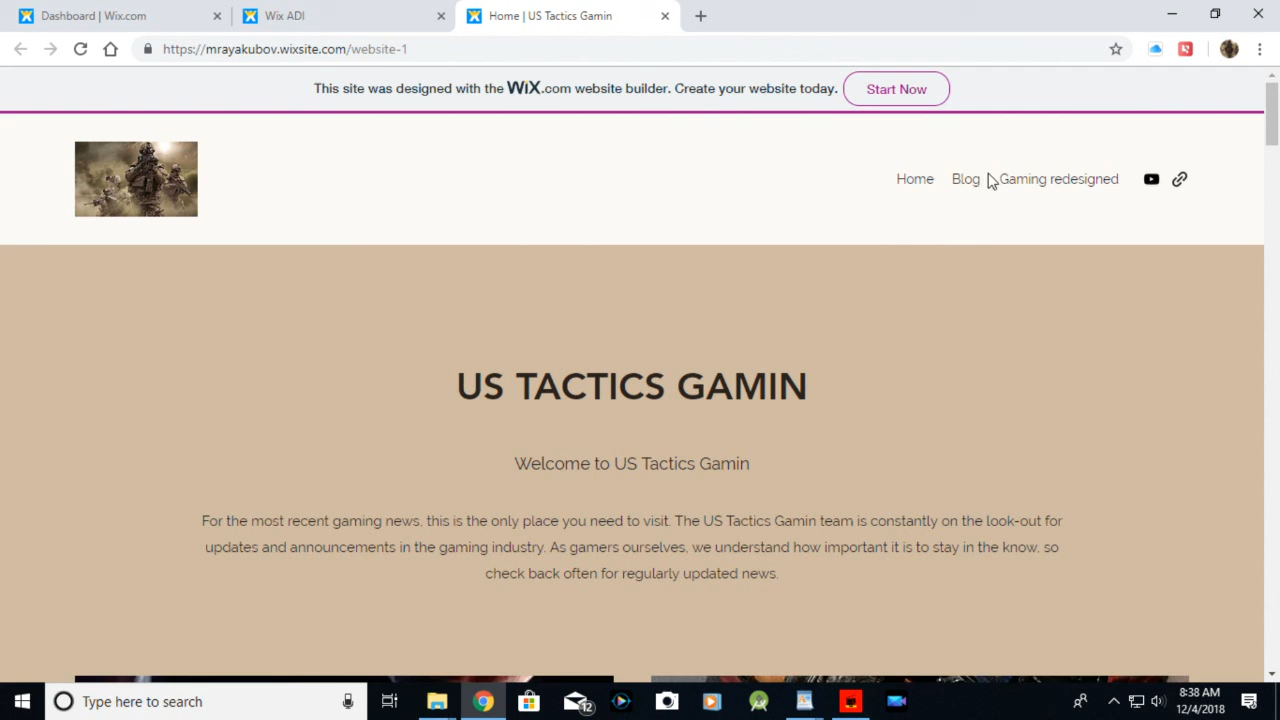 Dashboard | Wix.com
Wix ADI
Home | US Tactics Gamin
https://mrayakubov.wixsite.com/website-1
This site was designed with the WiX.com website builder. Create your website today.
Start Now
Home
Blog
Gaming redesigned
US TACTICS GAMIN
Welcome to US Tactics Gamin
For the most recent gaming news, this is the only place you need to visit. The US Tactics Gamin team is constantly on the look-out for
updates and announcements in the gaming industry. As gamers ourselves, we understand how important it is to stay in the know, so
check back often for regularly updated news.
Type here to search
12
8:38 AM
12/4/2018